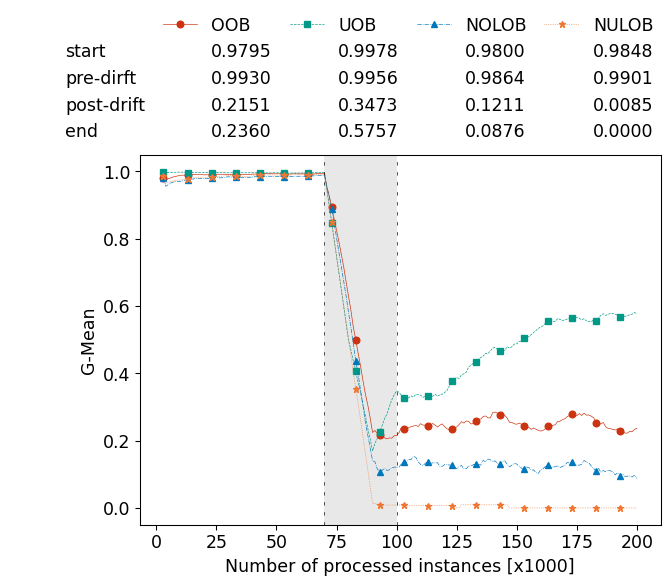 OOB UOB NOLOB NULOB
start 0.9795 0.9978 0.9800 0.9848
pre-dirft 0.9930 0.9956 0.9864 0.9901
post-drift 0.2151 0.3473 0.1211 0.0085
end 0.2360 0.5757 0.0876 0.0000
1.0
0.8
0.6
0.4
0.2
0.0
G-Mean
0 25 50 75 100 125 150 175 200
Number of processed instances [x1000]